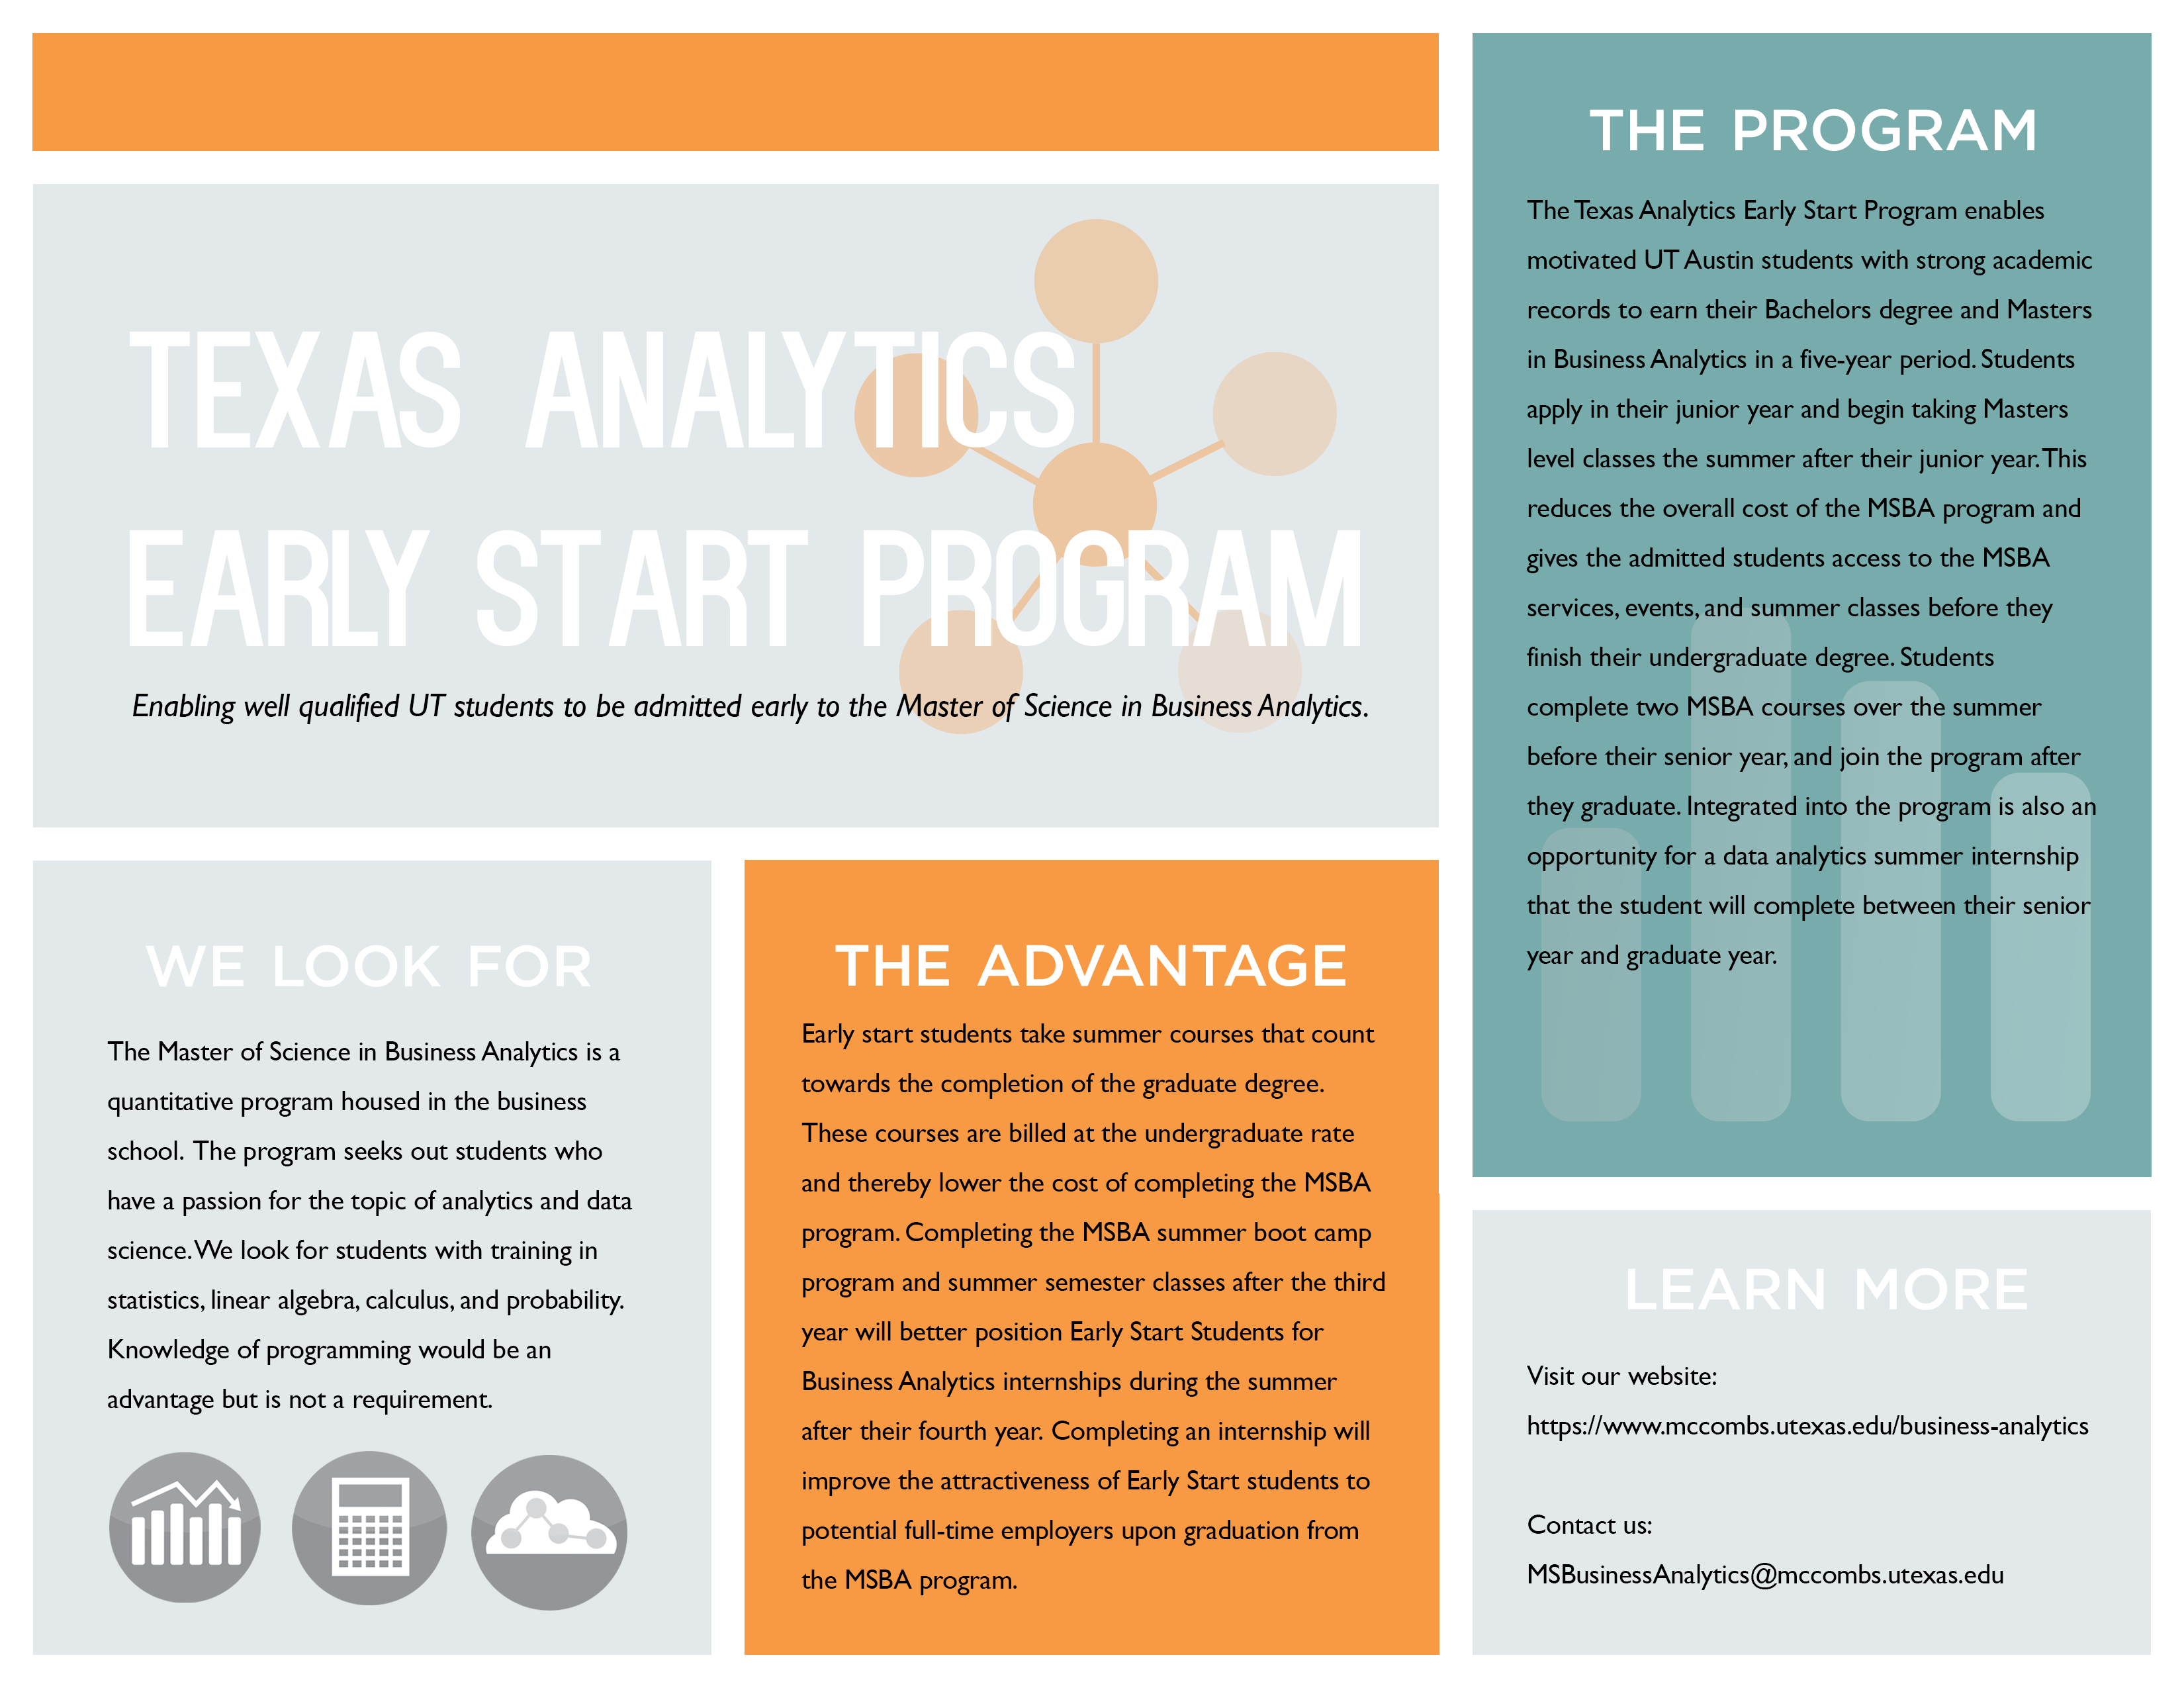 TEXAS ANALYTICS
EARLY START PROGRAM
Enabling well qualified UT students to be admitted early to the Master of Science in Business Analytics.
WE LOOK FOR
The Master of Science in Business Analytics is a
quantitative program housed in the business
school. The program seeks out students who
have a passion for the topic of analytics and data
science. We look for students with training in
statistics, linear algebra, calculus, and probability.
Knowledge of programming would be an
advantage but is not a requirement.
THE ADVANTAGE
Early start students take summer courses that count
towards the completion of the graduate degree.
These courses are billed at the undergraduate rate
and thereby lower the cost of completing the MSBA
program. Completing the MSBA summer boot camp
program and summer semester classes after the third
year will better position Early Start Students for
Business Analytics internships during the summer
after their fourth year. Completing an internship will
improve the attractiveness of Early Start students to
potential full-time employers upon graduation from
the MSBA program.
THE PROGRAM
The Texas Analytics Early Start Program enables
motivated UT Austin students with strong academic
records to earn their Bachelors degree and Masters
in Business Analytics in a five-year period. Students
apply in their junior year and begin taking Masters
level classes the summer after their junior year. This
reduces the overall cost of the MSBA program and
gives the admitted students access to the MSBA
services, events, and summer classes before they
finish their undergraduate degree. Students
complete two MSBA courses over the summer
before their senior year, and join the program after
they graduate. Integrated into the program is also an
opportunity for a data analytics summer internship
that the student will complete between their senior
year and graduate year.
LEARN MORE
Visit our website:
https://www.mccombs.utexas.edu/business-analytics
Contact us:
MSBusinessAnalytics@mccombs.utexas.edu